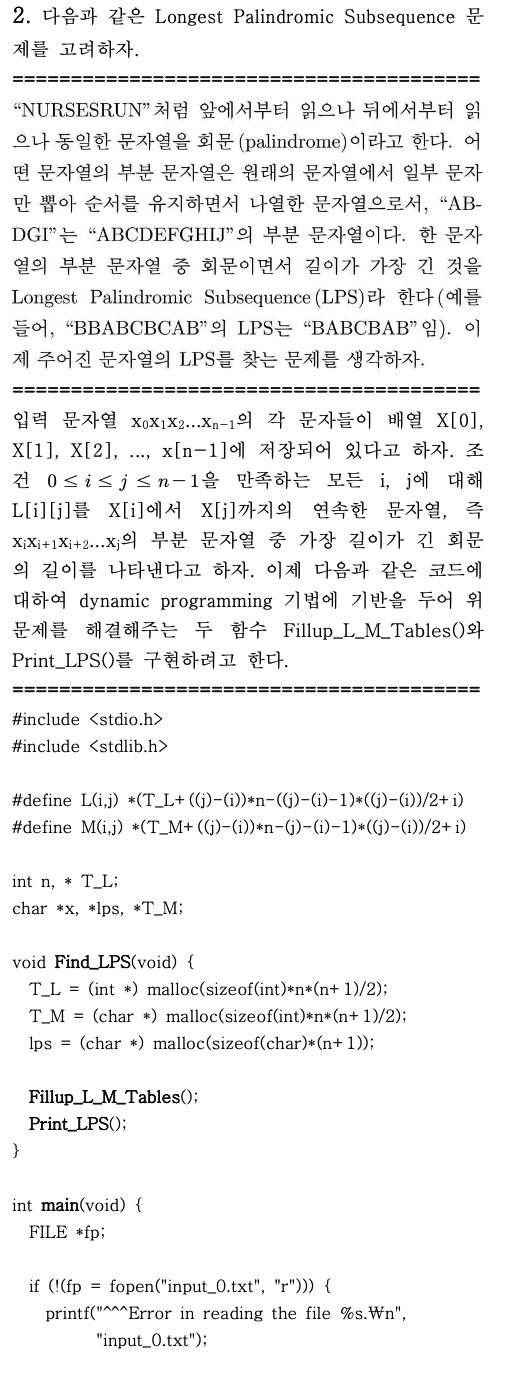 2. 다음과 같은 Longest Palindromic Subsequence 문
제를 고려하자.
========================================
“NURSESRUN”처럼 앞에서부터 읽으나 뒤에서부터 읽
으나 동일한 문자열을 회문(palindrome)이라고 한다. 어
떤 문자열의 부분 문자열은 원래의 문자열에서 일부 문자
만 뽑아 순서를 유지하면서 나열한 문자열으로서, “AB-
DGI”는 “ABCDEFGHIJ”의 부분 문자열이다. 한 문자
열의 부분 문자열 중 회문이면서 길이가 가장 긴 것을
Longest Palindromic Subsequence(LPS)라 한다(예를
들어, “BBABCBCAB”의 LPS는 “BABCBAB”임). 이
제 주어진 문자열의 LPS를 찾는 문제를 생각하자.
========================================
입력 문자열 x₀x₁x₂...xₙ₋₁의 각 문자들이 배열 X[0],
X[1], X[2], ..., x[n-1]에 저장되어 있다고 하자. 조
건 0 ≤ i ≤ j ≤ n-1을 만족하는 모든 i, j에 대해
L[i][j]를 X[i]에서 X[j]까지의 연속한 문자열, 즉
xᵢxᵢ₊₁xᵢ₊₂...xⱼ의 부분 문자열 중 가장 길이가 긴 회문
의 길이를 나타낸다고 하자. 이제 다음과 같은 코드에
대하여 dynamic programming 기법에 기반을 두어 위
문제를 해결해주는 두 함수 Fillup_L_M_Tables()와
Print_LPS()를 구현하려고 한다.
========================================
#include <stdio.h>
#include <stdlib.h>
#define L(i,j) *(T_L+((j)-(i))*n-((j)-(i)-1)*((j)-(i))/2+i)
#define M(i,j) *(T_M+((j)-(i))*n-(j)-(i)-1)*((j)-(i))/2+i)
int n, * T_L;
char *x, *lps, *T_M;
void Find_LPS(void) {
T_L = (int *) malloc(sizeof(int)*n*(n+1)/2);
T_M = (char *) malloc(sizeof(int)*n*(n+1)/2);
lps = (char *) malloc(sizeof(char)*(n+1));
Fillup_L_M_Tables();
Print_LPS();
}
int main(void) {
FILE *fp;
if (!(fp = fopen("input_0.txt", "r"))) {
printf("^^^Error in reading the file %s.₩n",
"input_0.txt");